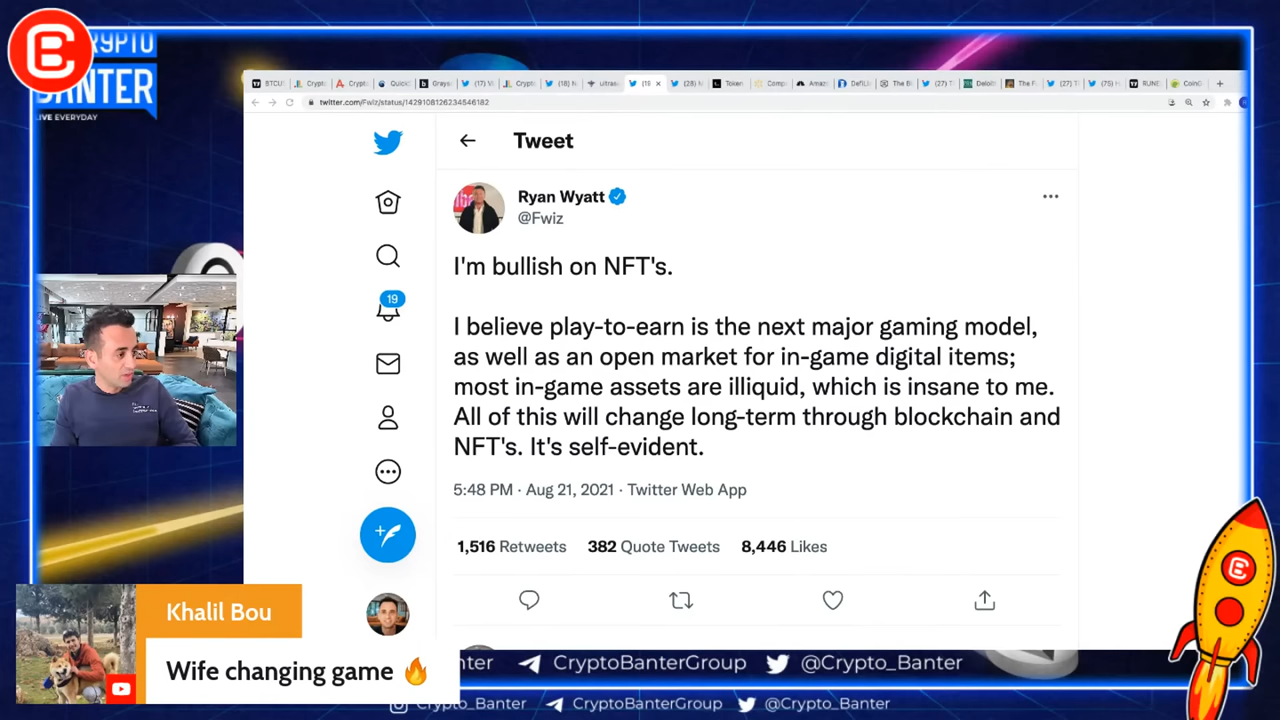 CRYPTO
BANTER
LIVE EVERYDAY
twitter.com/Fwiz/status/1429108126234546182
Tweet
Ryan Wyatt
@Fwiz
I'm bullish on NFT's.
I believe play-to-earn is the next major gaming model,
as well as an open market for in-game digital items;
most in-game assets are illiquid, which is insane to me.
All of this will change long-term through blockchain and
NFT's. It's self-evident.
5:48 PM · Aug 21, 2021 · Twitter Web App
1,516 Retweets 382 Quote Tweets 8,446 Likes
19
Khalil Bou
Wife changing game 🔥
nter CryptoBanterGroup @Crypto_Banter
Crypto_Banter CryptoBanterGroup @Crypto_Banter